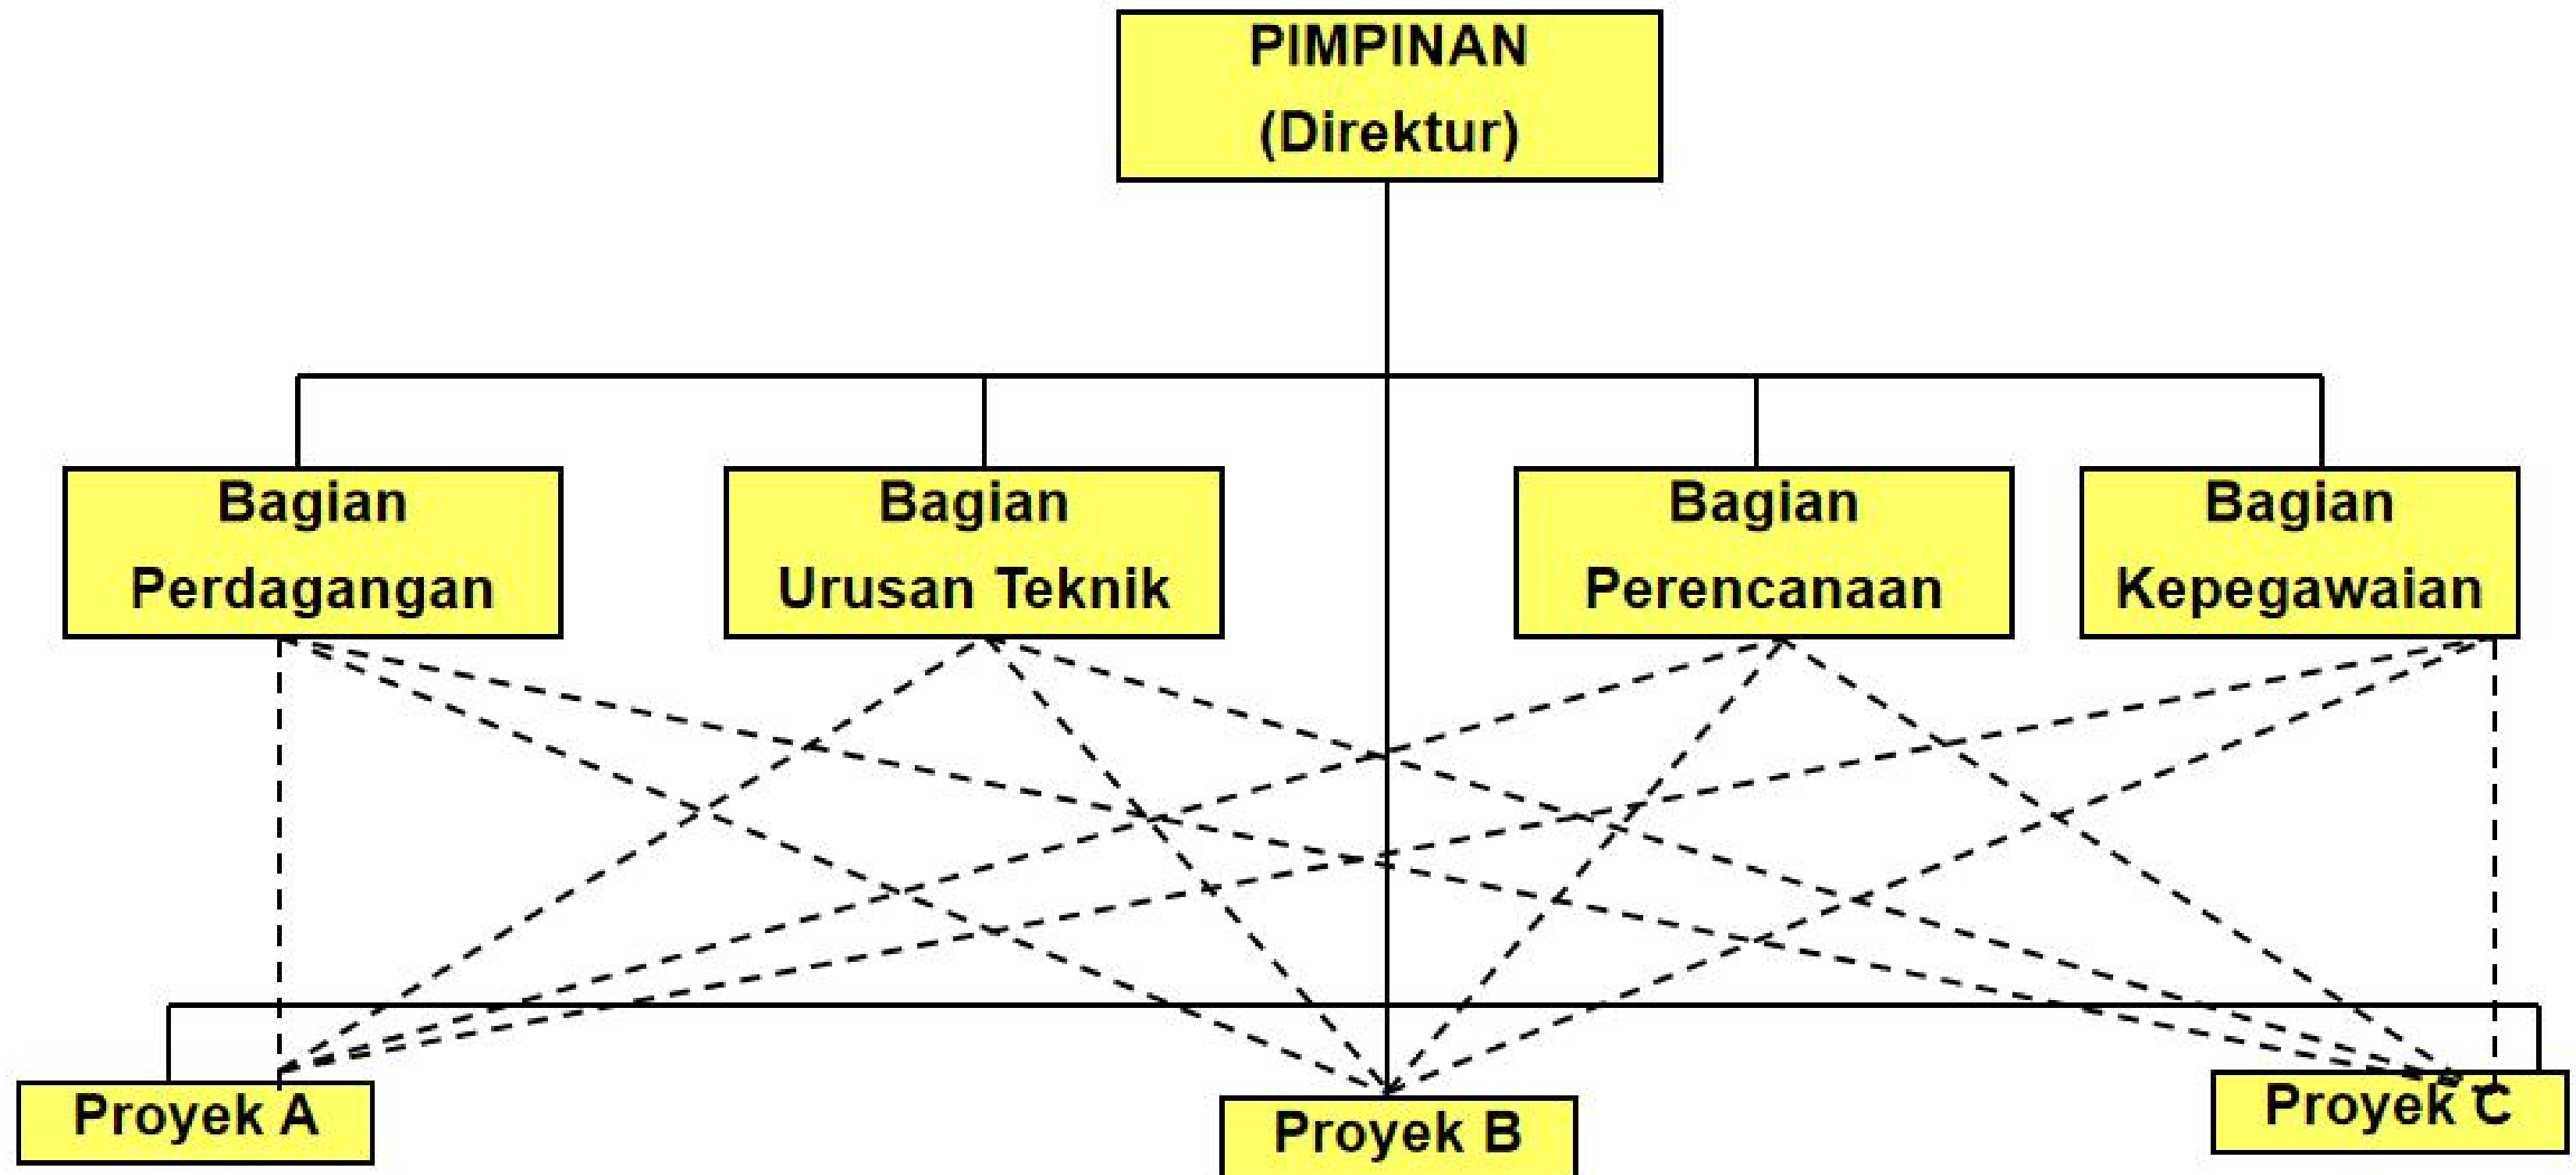 PIMPINAN
(Direktur)
Bagian
Perdagangan
Bagian
Urusan Teknik
Bagian
Perencanaan
Bagian
Kepegawaian
Proyek A
Proyek B
Proyek C